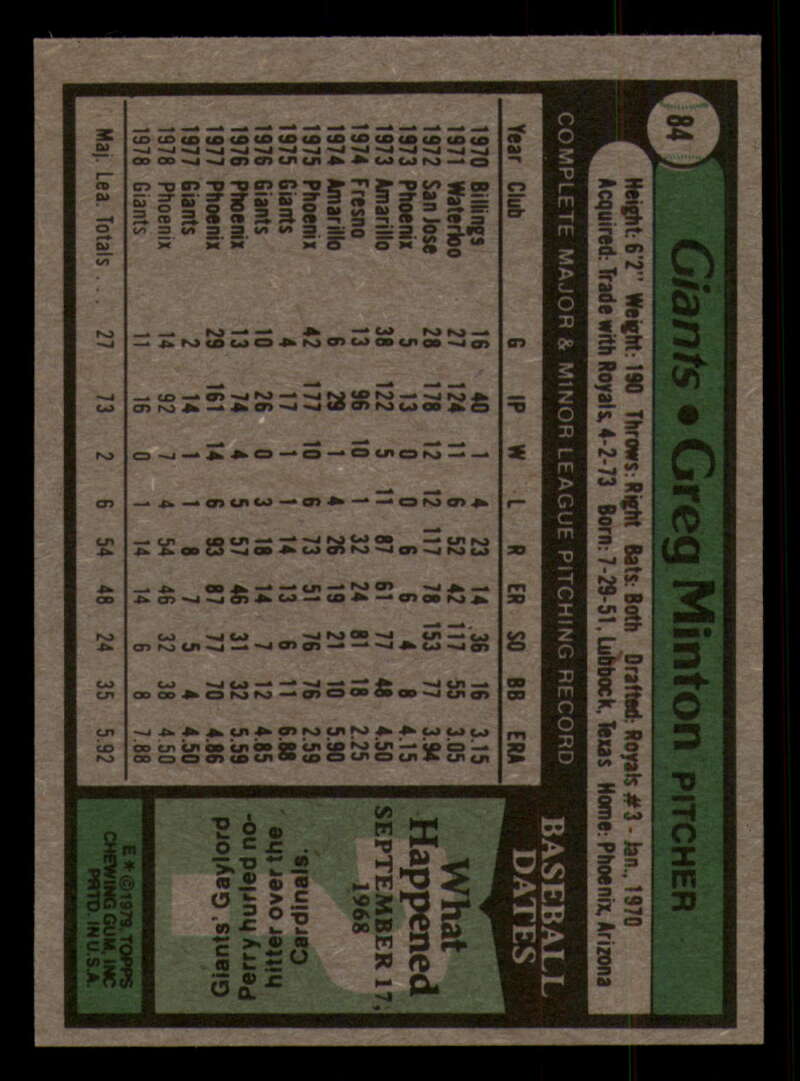 84
Giants • Greg Minton PITCHER
Height: 6'2" Weight: 190 Throws: Right Bats: Both Drafted: Royals #3 - Jan., 1970
Acquired: Trade with Royals, 4-2-73 Born: 7-29-51, Lubbock, Texas Home: Phoenix, Arizona
COMPLETE MAJOR & MINOR LEAGUE PITCHING RECORD
Year Club G IP W L R ER SO BB ERA
1970 Billings 16 40 1 4 23 14 36 16 3.15
1971 Waterloo 27 124 11 6 52 42 117 55 3.05
1972 San Jose 28 178 12 12 117 78 153 77 3.94
1973 Phoenix 5 13 0 0 6 6 4 8 4.15
1973 Amarillo 38 122 5 11 87 61 77 48 4.50
1974 Fresno 13 96 10 1 32 24 81 18 2.25
1974 Amarillo 6 29 1 4 26 19 21 10 5.90
1975 Phoenix 42 177 10 6 73 51 76 76 2.59
1975 Giants 4 17 1 1 14 13 6 11 6.88
1976 Giants 10 26 0 3 18 14 7 12 4.85
1976 Phoenix 13 74 4 5 57 46 31 32 5.59
1977 Phoenix 29 161 14 6 93 87 77 70 4.86
1977 Giants 2 14 1 1 8 7 5 4 4.50
1978 Phoenix 14 92 7 4 54 46 32 38 4.50
1978 Giants 11 16 0 1 14 14 6 8 7.88
Maj. Lea. Totals . . . 27 73 2 6 54 48 24 35 5.92
BASEBALL
DATES
What
Happened
SEPTEMBER 17,
1968
Giants' Gaylord
Perry hurled no-
hitter over the
Cardinals.
E * © 1979, TOPPS
CHEWING GUM, INC
PRTD. IN U.S.A.